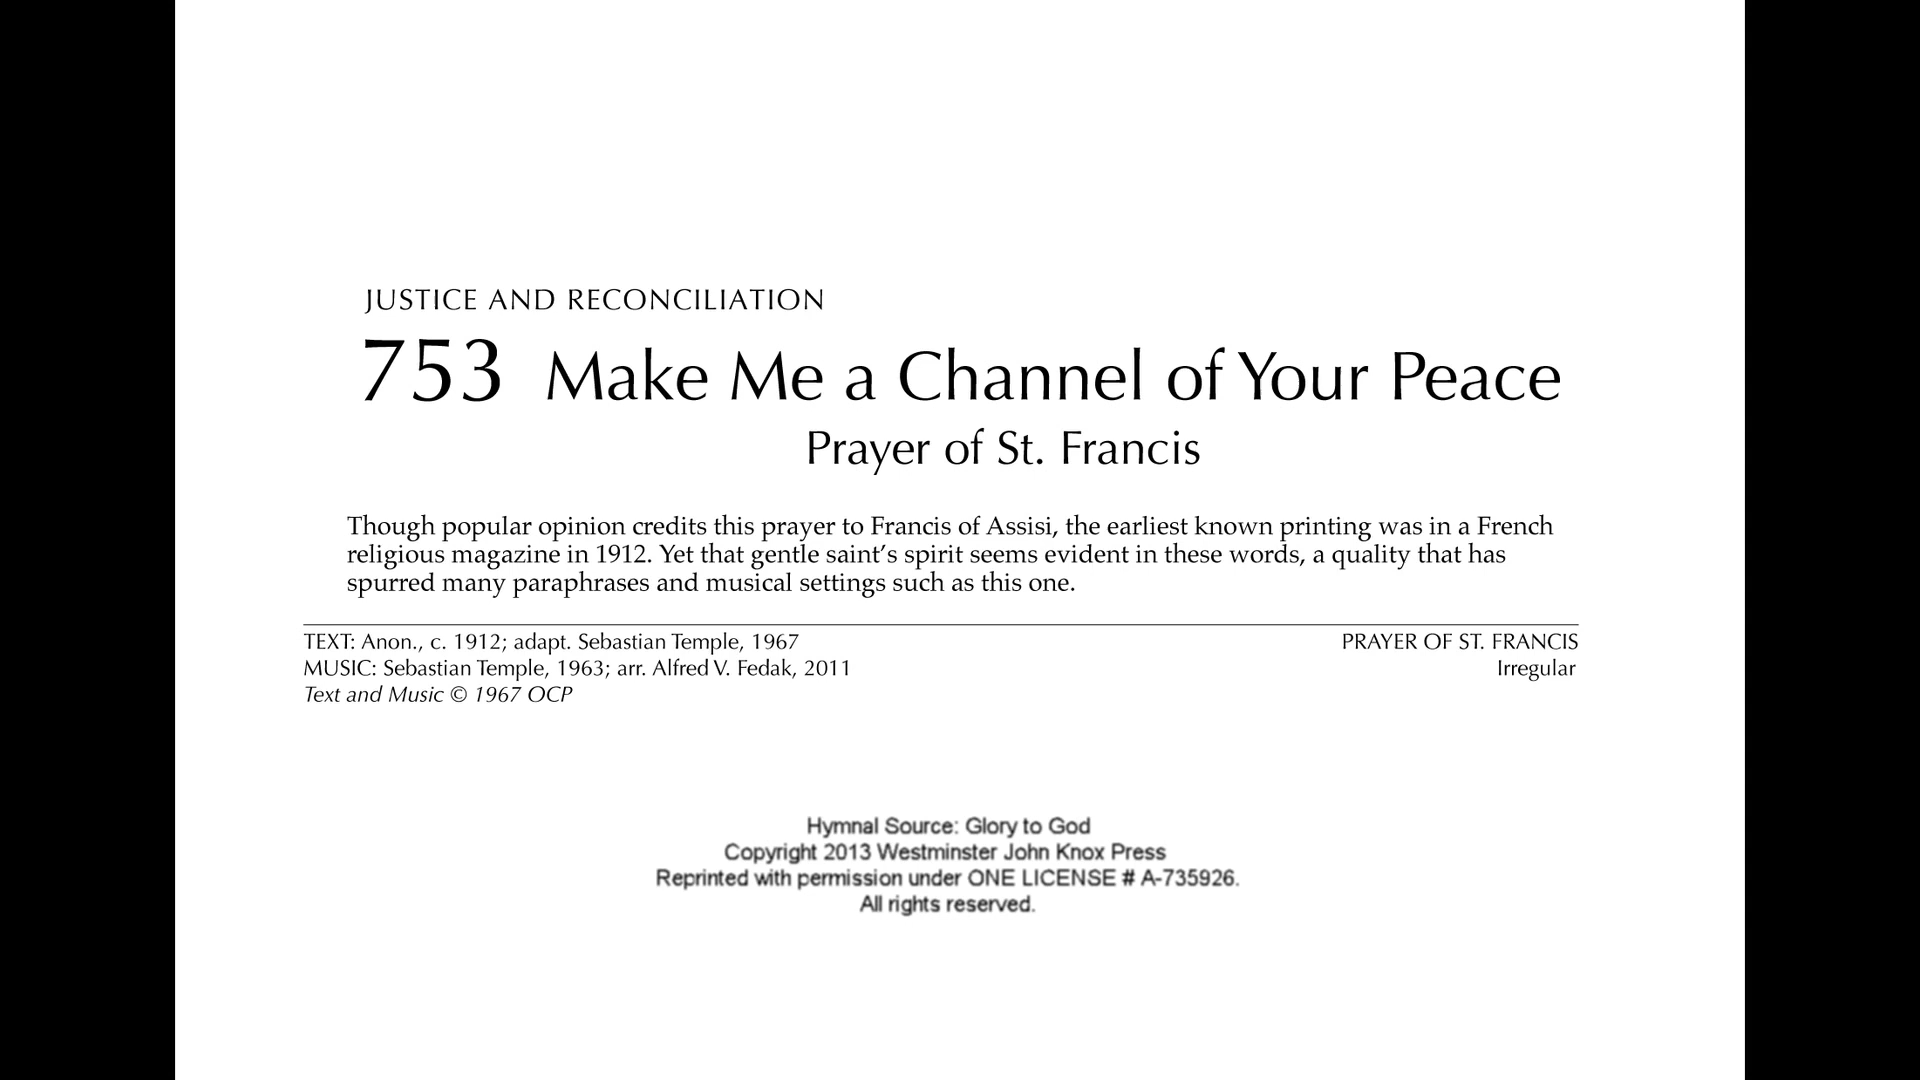 JUSTICE AND RECONCILIATION
753 Make Me a Channel of Your Peace
Prayer of St. Francis
Though popular opinion credits this prayer to Francis of Assisi, the earliest known printing was in a French
religious magazine in 1912. Yet that gentle saint’s spirit seems evident in these words, a quality that has
spurred many paraphrases and musical settings such as this one.
TEXT: Anon., c. 1912; adapt. Sebastian Temple, 1967
PRAYER OF ST. FRANCIS
MUSIC: Sebastian Temple, 1963; arr. Alfred V. Fedak, 2011
Irregular
Text and Music © 1967 OCP
Hymnal Source: Glory to God
Copyright 2013 Westminster John Knox Press
Reprinted with permission under ONE LICENSE # A-735926.
All rights reserved.